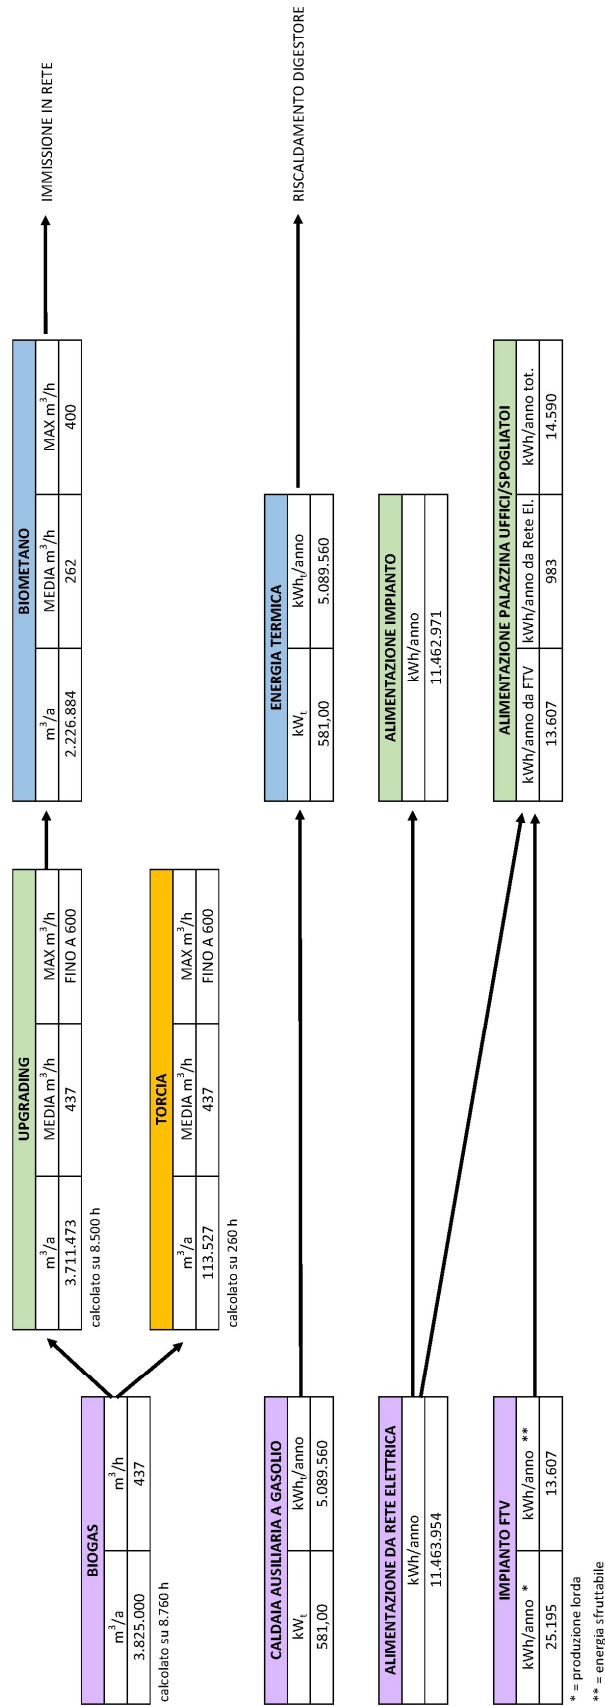 BIOGAS
m³/a m³/h
3.825.000 437
calcolato su 8.760 h
UPGRADING
m³/a MEDIA m³/h MAX m³/h
3.711.473 437 FINO A 600
calcolato su 8.500 h
TORCIA
m³/a MEDIA m³/h MAX m³/h
113.527 437 FINO A 600
calcolato su 260 h
BIOMETANO
m³/a MEDIA m³/h MAX m³/h
2.226.884 262 400
IMMISSIONE IN RETE
CALDAIA AUSILIARIA A GASOLIO
kWt kWht/anno
581,00 5.089.560
ENERGIA TERMICA
kWt kWht/anno
581,00 5.089.560
RISCALDAMENTO DIGESTORE
ALIMENTAZIONE DA RETE ELETTRICA
kWh/anno
11.463.954
ALIMENTAZIONE IMPIANTO
kWh/anno
11.462.971
IMPIANTO FTV
kWh/anno * kWh/anno **
25.195 13.607
* = produzione lorda
** = energia sfruttabile
ALIMENTAZIONE PALAZZINA UFFICI/SPOGLIATOI
kWh/anno da FTV kWh/anno da Rete El. kWh/anno tot.
13.607 983 14.590